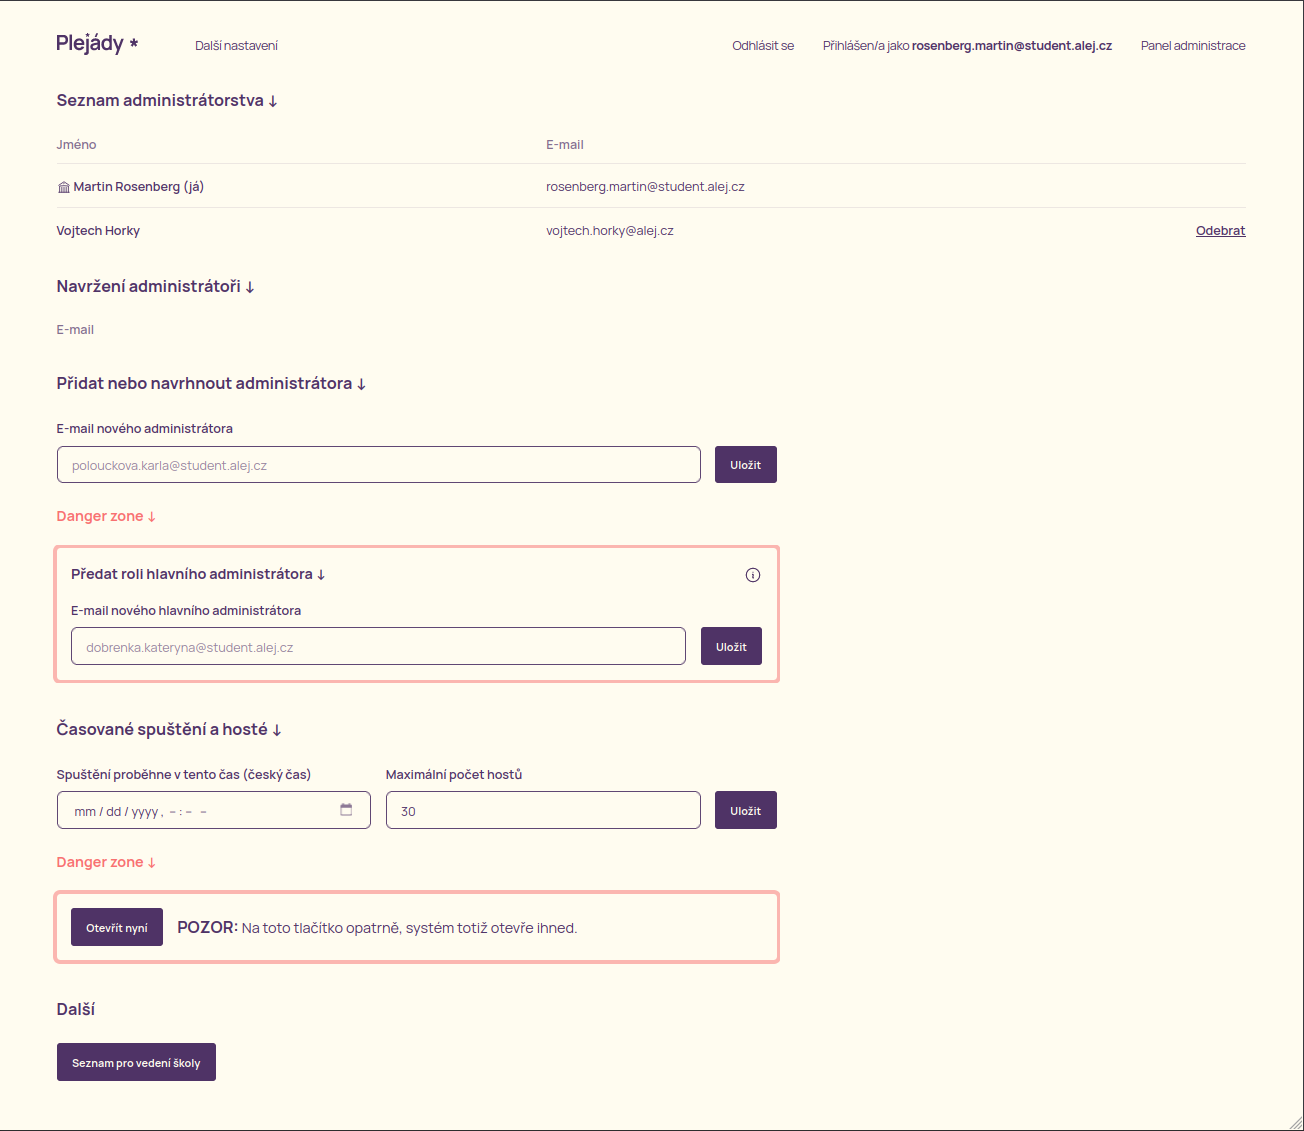 Plejády *
Další nastavení
Odhlásit se
Přihlášen/a jako rosenberg.martin@student.alej.cz
Panel administrace
Seznam administrátorstva ↓
Jméno
E-mail
Martin Rosenberg (já)
rosenberg.martin@student.alej.cz
Vojtech Horky
vojtech.horky@alej.cz
Odebrat
Navržení administrátoři ↓
E-mail
Přidat nebo navrhnout administrátora ↓
E-mail nového administrátora
polouckova.karla@student.alej.cz
Uložit
Danger zone ↓
Předat roli hlavního administrátora ↓
E-mail nového hlavního administrátora
dobrenka.kateryna@student.alej.cz
Uložit
Časované spuštění a hosté ↓
Spuštění proběhne v tento čas (český čas)
Maximální počet hostů
mm / dd / yyyy , – : – –
30
Uložit
Danger zone ↓
Otevřít nyní
POZOR: Na toto tlačítko opatrně, systém totiž otevře ihned.
Další
Seznam pro vedení školy